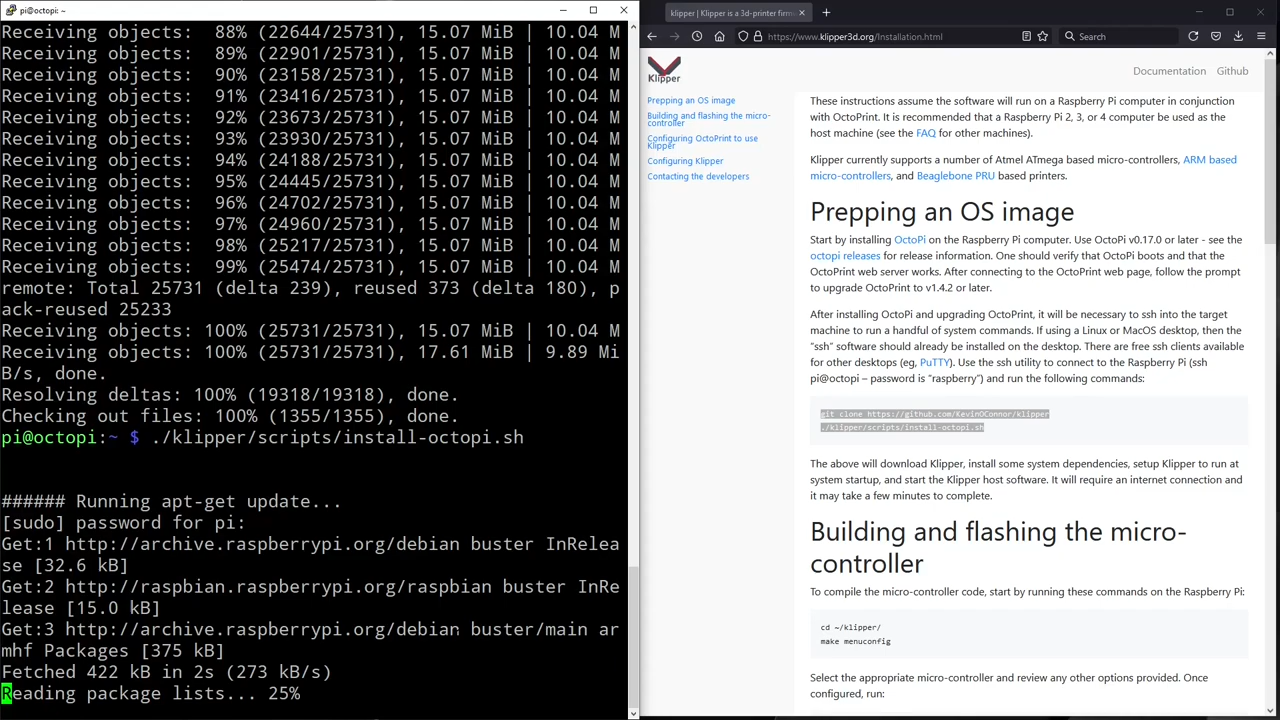 pi@octopi: ~
Receiving objects:  88% (22644/25731), 15.07 MiB | 10.04 M
Receiving objects:  89% (22901/25731), 15.07 MiB | 10.04 M
Receiving objects:  90% (23158/25731), 15.07 MiB | 10.04 M
Receiving objects:  91% (23416/25731), 15.07 MiB | 10.04 M
Receiving objects:  92% (23673/25731), 15.07 MiB | 10.04 M
Receiving objects:  93% (23930/25731), 15.07 MiB | 10.04 M
Receiving objects:  94% (24188/25731), 15.07 MiB | 10.04 M
Receiving objects:  95% (24445/25731), 15.07 MiB | 10.04 M
Receiving objects:  96% (24702/25731), 15.07 MiB | 10.04 M
Receiving objects:  97% (24960/25731), 15.07 MiB | 10.04 M
Receiving objects:  98% (25217/25731), 15.07 MiB | 10.04 M
Receiving objects:  99% (25474/25731), 15.07 MiB | 10.04 M
remote: Total 25731 (delta 239), reused 373 (delta 180), p
ack-reused 25233
Receiving objects: 100% (25731/25731), 15.07 MiB | 10.04 M
Receiving objects: 100% (25731/25731), 17.61 MiB | 9.89 Mi
B/s, done.
Resolving deltas: 100% (19318/19318), done.
Checking out files: 100% (1355/1355), done.
pi@octopi:~ $ ./klipper/scripts/install-octopi.sh
###### Running apt-get update...
[sudo] password for pi:
Get:1 http://archive.raspberrypi.org/debian buster InRelea
se [32.6 kB]
Get:2 http://raspbian.raspberrypi.org/raspbian buster InRe
lease [15.0 kB]
Get:3 http://archive.raspberrypi.org/debian buster/main ar
mhf Packages [375 kB]
Fetched 422 kB in 2s (273 kB/s)
Reading package lists... 25%
klipper | Klipper is a 3d-printer firm
https://www.klipper3d.org/Installation.html
Search
Klipper
Documentation
Github
Prepping an OS image
Building and flashing the micro-
controller
Configuring OctoPrint to use
Klipper
Configuring Klipper
Contacting the developers
These instructions assume the software will run on a Raspberry Pi computer in conjunction
with OctoPrint. It is recommended that a Raspberry Pi 2, 3, or 4 computer be used as the
host machine (see the FAQ for other machines).
Klipper currently supports a number of Atmel ATmega based micro-controllers, ARM based
micro-controllers, and Beaglebone PRU based printers.
Prepping an OS image
Start by installing OctoPi on the Raspberry Pi computer. Use OctoPi v0.17.0 or later - see the
octopi releases for release information. One should verify that OctoPi boots and that the
OctoPrint web server works. After connecting to the OctoPrint web page, follow the prompt
to upgrade OctoPrint to v1.4.2 or later.
After installing OctoPi and upgrading OctoPrint, it will be necessary to ssh into the target
machine to run a handful of system commands. If using a Linux or MacOS desktop, then the
“ssh” software should already be installed on the desktop. There are free ssh clients available
for other desktops (eg, PuTTY). Use the ssh utility to connect to the Raspberry Pi (ssh
pi@octopi – password is “raspberry”) and run the following commands:
git clone https://github.com/KevinOConnor/klipper
./klipper/scripts/install-octopi.sh
The above will download Klipper, install some system dependencies, setup Klipper to run at
system startup, and start the Klipper host software. It will require an internet connection and
it may take a few minutes to complete.
Building and flashing the micro-
controller
To compile the micro-controller code, start by running these commands on the Raspberry Pi:
cd ~/klipper/
make menuconfig
Select the appropriate micro-controller and review any other options provided. Once
configured, run: